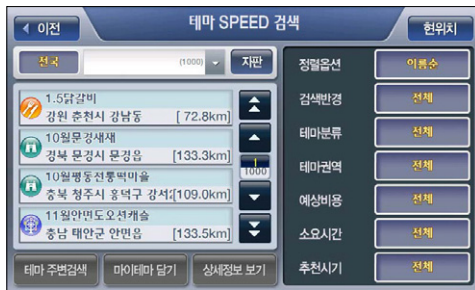 이전
테마 SPEED 검색
현위치
전국
(1000)
자판
1.5닭갈비
강원 춘천시 강남동 [ 72.8km]
10월문경새재
경북 문경시 문경읍 [133.3km]
10월평동전통떡마을
충북 청주시 흥덕구 강서2[109.0km]
11월안면도오션캐슬
충남 태안군 안면읍 [133.5km]
1
1000
테마 주변검색
마이테마 담기
상세정보 보기
정렬옵션 이름순
검색반경 전체
테마분류 전체
테마권역 전체
예상비용 전체
소요시간 전체
추천시기 전체